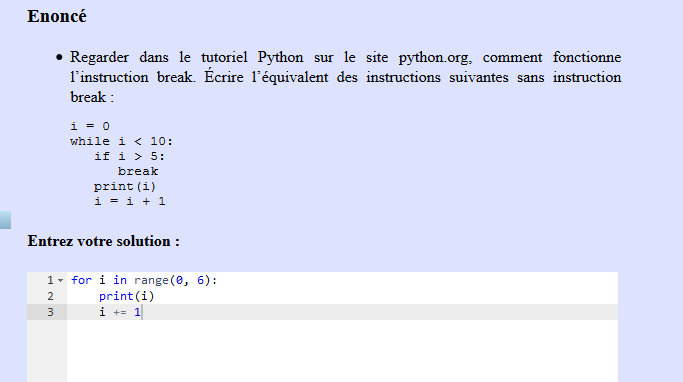 Enoncé
• Regarder dans le tutoriel Python sur le site python.org, comment fonctionne
l'instruction break. Écrire l'équivalent des instructions suivantes sans instruction
break :
i = 0
while i < 10:
   if i > 5:
      break
   print(i)
   i = i + 1
Entrez votre solution :
1 for i in range(0, 6):
2     print(i)
3     i += 1